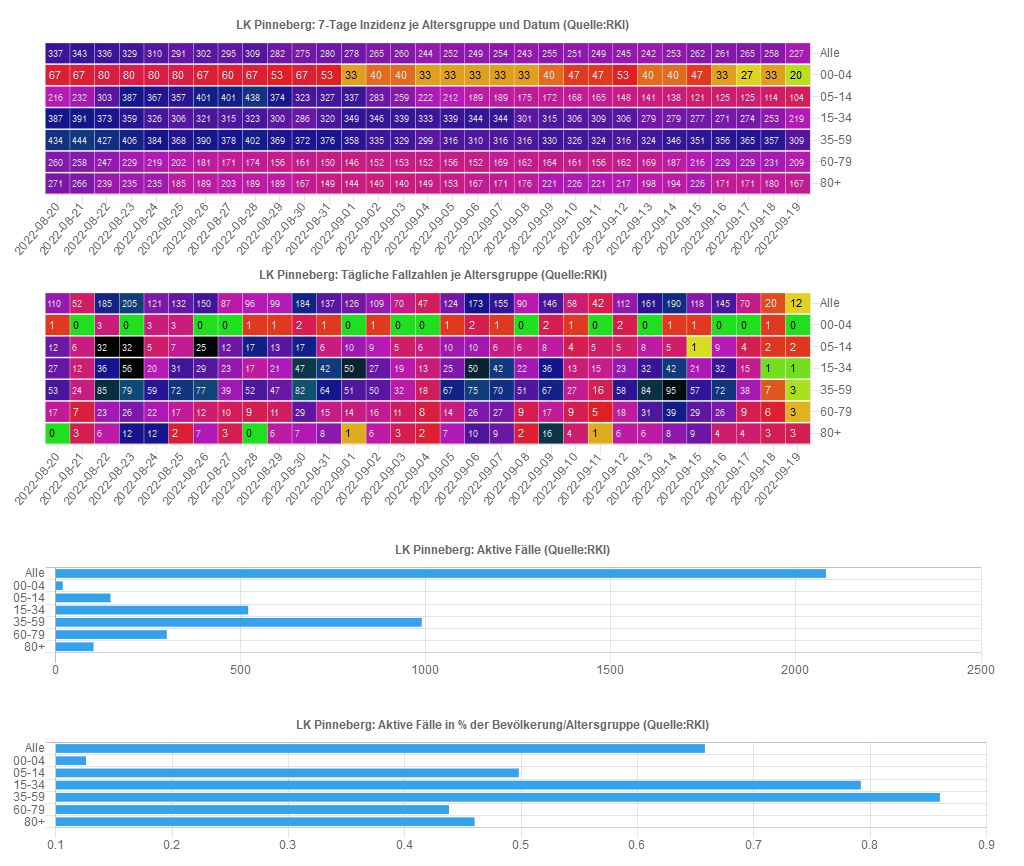 LK Pinneberg: 7-Tage Inzidenz je Altersgruppe und Datum (Quelle:RKI)
337 343 336 329 310 291 302 295 309 282 275 280 278 265 260 244 252 249 254 243 255 251 249 245 242 253 262 261 265 258 227 Alle
67 67 80 80 80 80 67 60 67 53 67 53 33 40 40 33 33 33 33 33 40 47 47 53 40 40 47 33 27 33 20 00-04
216 232 303 387 367 357 401 401 438 374 323 327 337 283 259 222 212 189 189 175 172 168 165 148 141 138 121 125 125 114 104 05-14
387 391 373 359 326 306 321 315 323 300 286 320 349 346 339 333 339 344 344 301 315 306 309 306 279 279 277 271 274 253 219 15-34
434 444 427 406 384 368 390 378 402 369 372 376 358 335 329 299 316 310 316 316 330 326 324 316 324 346 351 356 365 357 309 35-59
260 258 247 229 219 202 181 171 174 156 161 150 146 152 153 159 162 156 152 169 162 164 161 156 162 169 187 216 229 229 231 209 60-79
271 266 239 235 235 185 189 203 189 189 167 149 144 140 140 149 153 167 171 176 221 226 221 217 198 194 226 171 171 180 167 80+
2022-08-20 2022-08-21 2022-08-22 2022-08-23 2022-08-24 2022-08-25 2022-08-26 2022-08-27 2022-08-28 2022-08-29 2022-08-30 2022-08-31 2022-09-01 2022-09-02 2022-09-03 2022-09-04 2022-09-05 2022-09-06 2022-09-07 2022-09-08 2022-09-09 2022-09-10 2022-09-11 2022-09-12 2022-09-13 2022-09-14 2022-09-15 2022-09-16 2022-09-17 2022-09-18 2022-09-19
LK Pinneberg: Tägliche Fallzahlen je Altersgruppe (Quelle:RKI)
110 52 185 205 121 132 150 87 96 99 184 137 126 109 70 47 124 173 155 90 146 58 42 112 161 190 118 145 70 20 12 Alle
1 0 3 0 3 3 0 0 1 1 2 1 0 1 0 0 1 2 1 0 2 1 0 2 0 1 1 0 0 1 0 00-04
12 6 32 32 5 7 25 12 17 13 17 6 10 9 5 6 10 9 6 6 8 4 5 5 8 5 1 9 4 2 2 05-14
27 12 36 56 20 31 29 23 17 21 47 42 50 27 19 13 25 50 42 22 36 13 15 23 32 42 21 32 15 1 1 15-34
53 24 85 79 59 72 77 39 52 47 82 64 51 50 32 18 67 75 70 51 67 27 16 58 84 95 57 72 38 7 3 35-59
17 7 23 26 22 17 12 10 9 11 29 15 14 16 11 8 14 26 27 9 17 9 5 18 31 39 29 26 9 6 3 60-79
0 3 6 12 12 2 7 3 0 6 7 8 1 6 3 2 7 10 9 2 16 4 1 6 6 8 9 4 4 3 3 80+
2022-08-20 2022-08-21 2022-08-22 2022-08-23 2022-08-24 2022-08-25 2022-08-26 2022-08-27 2022-08-28 2022-08-29 2022-08-30 2022-08-31 2022-09-01 2022-09-02 2022-09-03 2022-09-04 2022-09-05 2022-09-06 2022-09-07 2022-09-08 2022-09-09 2022-09-10 2022-09-11 2022-09-12 2022-09-13 2022-09-14 2022-09-15 2022-09-16 2022-09-17 2022-09-18 2022-09-19
LK Pinneberg: Aktive Fälle (Quelle:RKI)
Alle
00-04
05-14
15-34
35-59
60-79
80+
0 500 1000 1500 2000 2500
LK Pinneberg: Aktive Fälle in % der Bevölkerung/Altersgruppe (Quelle:RKI)
Alle
00-04
05-14
15-34
35-59
60-79
80+
0.1 0.2 0.3 0.4 0.5 0.6 0.7 0.8 0.9